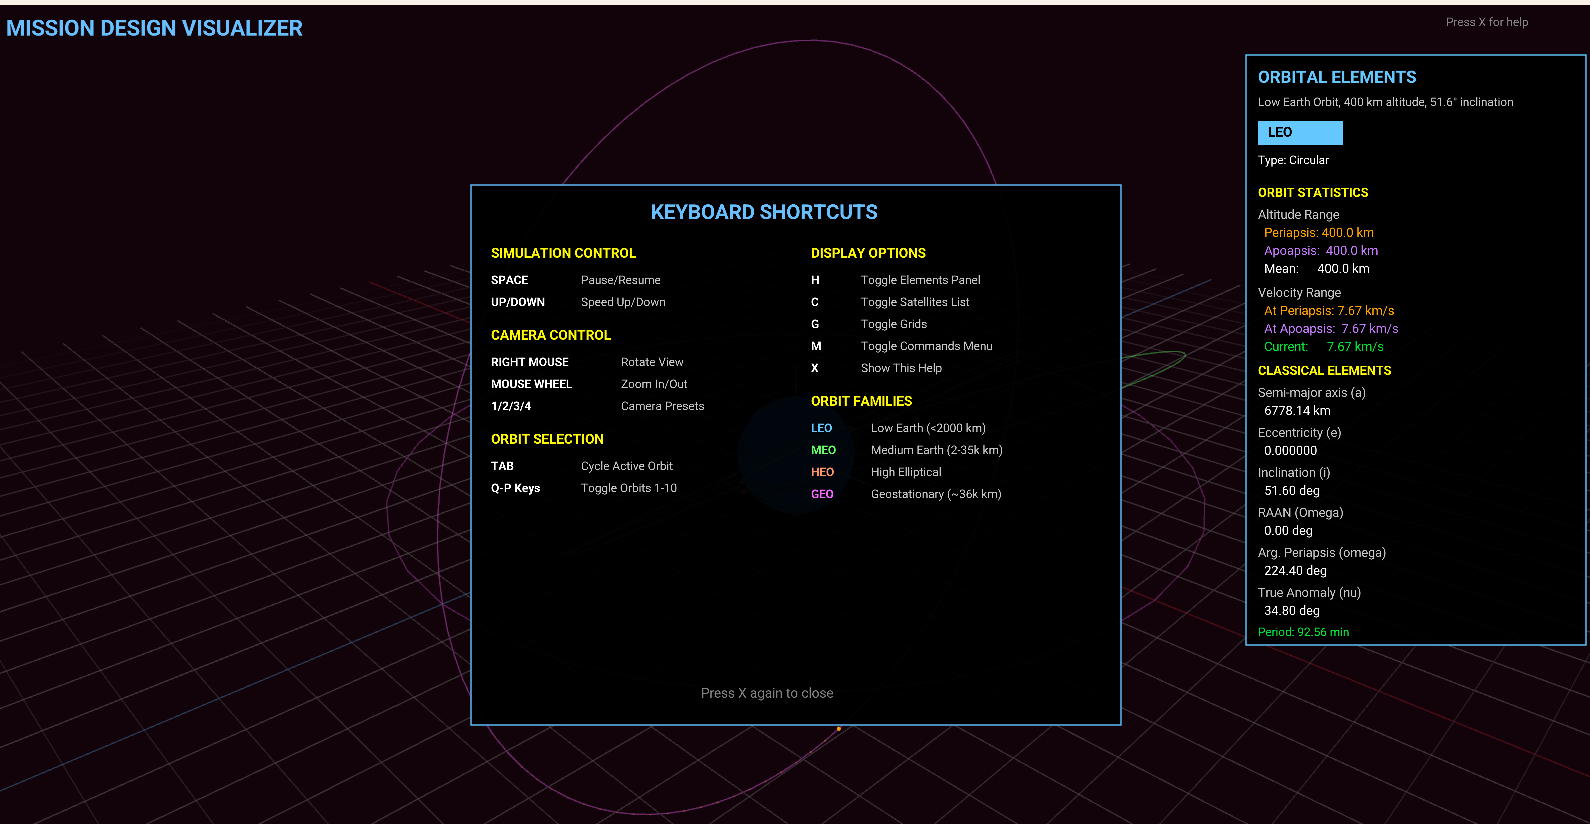 MISSION DESIGN VISUALIZER
Press X for help
KEYBOARD SHORTCUTS
SIMULATION CONTROL
SPACE Pause/Resume
UP/DOWN Speed Up/Down
CAMERA CONTROL
RIGHT MOUSE Rotate View
MOUSE WHEEL Zoom In/Out
1/2/3/4 Camera Presets
ORBIT SELECTION
TAB Cycle Active Orbit
Q-P Keys Toggle Orbits 1-10
DISPLAY OPTIONS
H Toggle Elements Panel
C Toggle Satellites List
G Toggle Grids
M Toggle Commands Menu
X Show This Help
ORBIT FAMILIES
LEO Low Earth (<2000 km)
MEO Medium Earth (2-35k km)
HEO High Elliptical
GEO Geostationary (~36k km)
Press X again to close
ORBITAL ELEMENTS
Low Earth Orbit, 400 km altitude, 51.6° inclination
LEO
Type: Circular
ORBIT STATISTICS
Altitude Range
Periapsis: 400.0 km
Apoapsis: 400.0 km
Mean: 400.0 km
Velocity Range
At Periapsis: 7.67 km/s
At Apoapsis: 7.67 km/s
Current: 7.67 km/s
CLASSICAL ELEMENTS
Semi-major axis (a)
6778.14 km
Eccentricity (e)
0.000000
Inclination (i)
51.60 deg
RAAN (Omega)
0.00 deg
Arg. Periapsis (omega)
224.40 deg
True Anomaly (nu)
34.80 deg
Period: 92.56 min